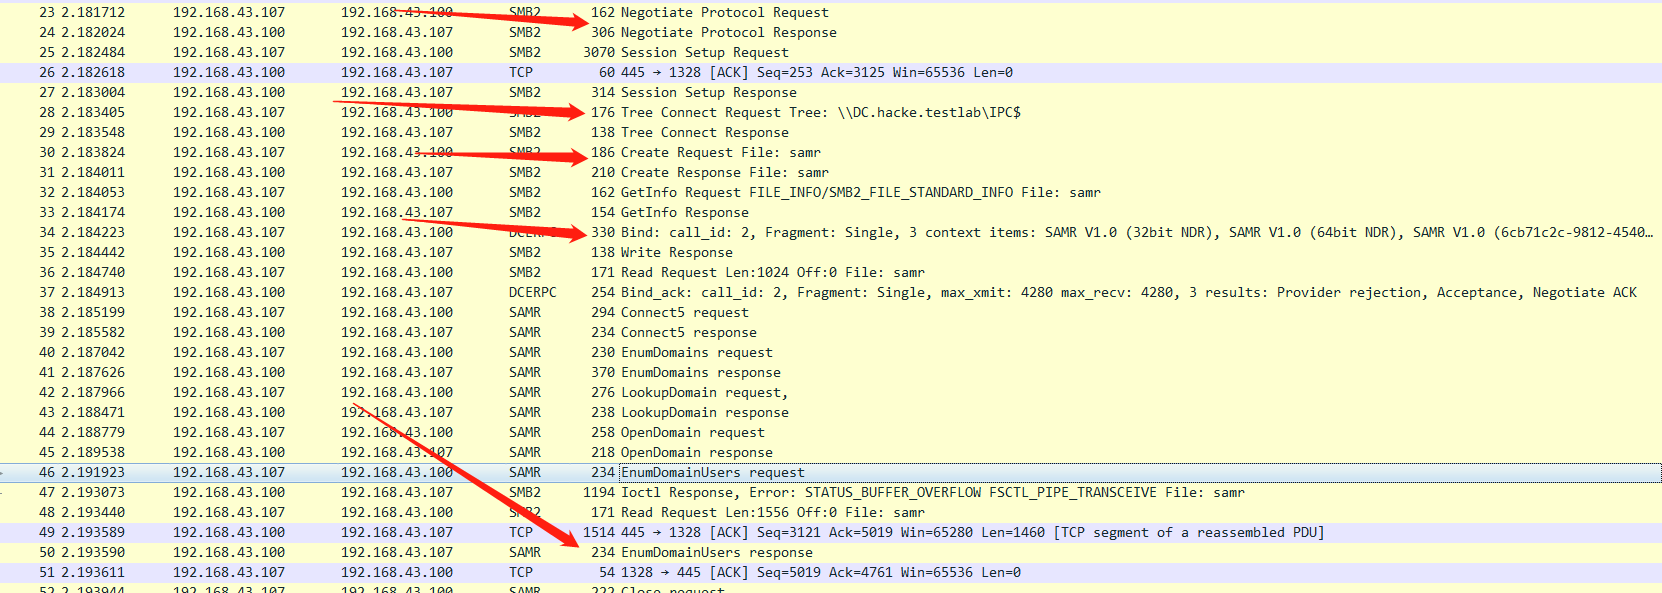 23 2.181712 192.168.43.107 192.168.43.100 SMB2 162 Negotiate Protocol Request
24 2.182024 192.168.43.100 192.168.43.107 SMB2 306 Negotiate Protocol Response
25 2.182484 192.168.43.107 192.168.43.100 SMB2 3070 Session Setup Request
26 2.182618 192.168.43.100 192.168.43.107 TCP 60 445 → 1328 [ACK] Seq=253 Ack=3125 Win=65536 Len=0
27 2.183004 192.168.43.100 192.168.43.107 SMB2 314 Session Setup Response
28 2.183405 192.168.43.107 192.168.43.100 SMB2 176 Tree Connect Request Tree: \\DC.hacke.testlab\IPC$
29 2.183548 192.168.43.100 192.168.43.107 SMB2 138 Tree Connect Response
30 2.183824 192.168.43.107 192.168.43.100 SMB2 186 Create Request File: samr
31 2.184011 192.168.43.100 192.168.43.107 SMB2 210 Create Response File: samr
32 2.184053 192.168.43.107 192.168.43.100 SMB2 162 GetInfo Request FILE_INFO/SMB2_FILE_STANDARD_INFO File: samr
33 2.184174 192.168.43.100 192.168.43.107 SMB2 154 GetInfo Response
34 2.184223 192.168.43.107 192.168.43.100 DCERPC 330 Bind: call_id: 2, Fragment: Single, 3 context items: SAMR V1.0 (32bit NDR), SAMR V1.0 (64bit NDR), SAMR V1.0 (6cb71c2c-9812-4540…
35 2.184442 192.168.43.100 192.168.43.107 SMB2 138 Write Response
36 2.184740 192.168.43.107 192.168.43.100 SMB2 171 Read Request Len:1024 Off:0 File: samr
37 2.184913 192.168.43.100 192.168.43.107 DCERPC 254 Bind_ack: call_id: 2, Fragment: Single, max_xmit: 4280 max_recv: 4280, 3 results: Provider rejection, Acceptance, Negotiate ACK
38 2.185199 192.168.43.107 192.168.43.100 SAMR 294 Connect5 request
39 2.185582 192.168.43.100 192.168.43.107 SAMR 234 Connect5 response
40 2.187042 192.168.43.107 192.168.43.100 SAMR 230 EnumDomains request
41 2.187626 192.168.43.100 192.168.43.107 SAMR 370 EnumDomains response
42 2.187966 192.168.43.107 192.168.43.100 SAMR 276 LookupDomain request,
43 2.188471 192.168.43.100 192.168.43.107 SAMR 238 LookupDomain response
44 2.188779 192.168.43.107 192.168.43.100 SAMR 258 OpenDomain request
45 2.189538 192.168.43.100 192.168.43.107 SAMR 218 OpenDomain response
46 2.191923 192.168.43.107 192.168.43.100 SAMR 234 EnumDomainUsers request
47 2.193073 192.168.43.100 192.168.43.107 SMB2 1194 Ioctl Response, Error: STATUS_BUFFER_OVERFLOW FSCTL_PIPE_TRANSCEIVE File: samr
48 2.193440 192.168.43.107 192.168.43.100 SMB2 171 Read Request Len:1556 Off:0 File: samr
49 2.193589 192.168.43.100 192.168.43.107 TCP 1514 445 → 1328 [ACK] Seq=3121 Ack=5019 Win=65280 Len=1460 [TCP segment of a reassembled PDU]
50 2.193590 192.168.43.100 192.168.43.107 SAMR 234 EnumDomainUsers response
51 2.193611 192.168.43.107 192.168.43.100 TCP 54 1328 → 445 [ACK] Seq=5019 Ack=4761 Win=65536 Len=0
52 2.193944 192.168.43.107 192.168.43.100 SAMR 222 Close request